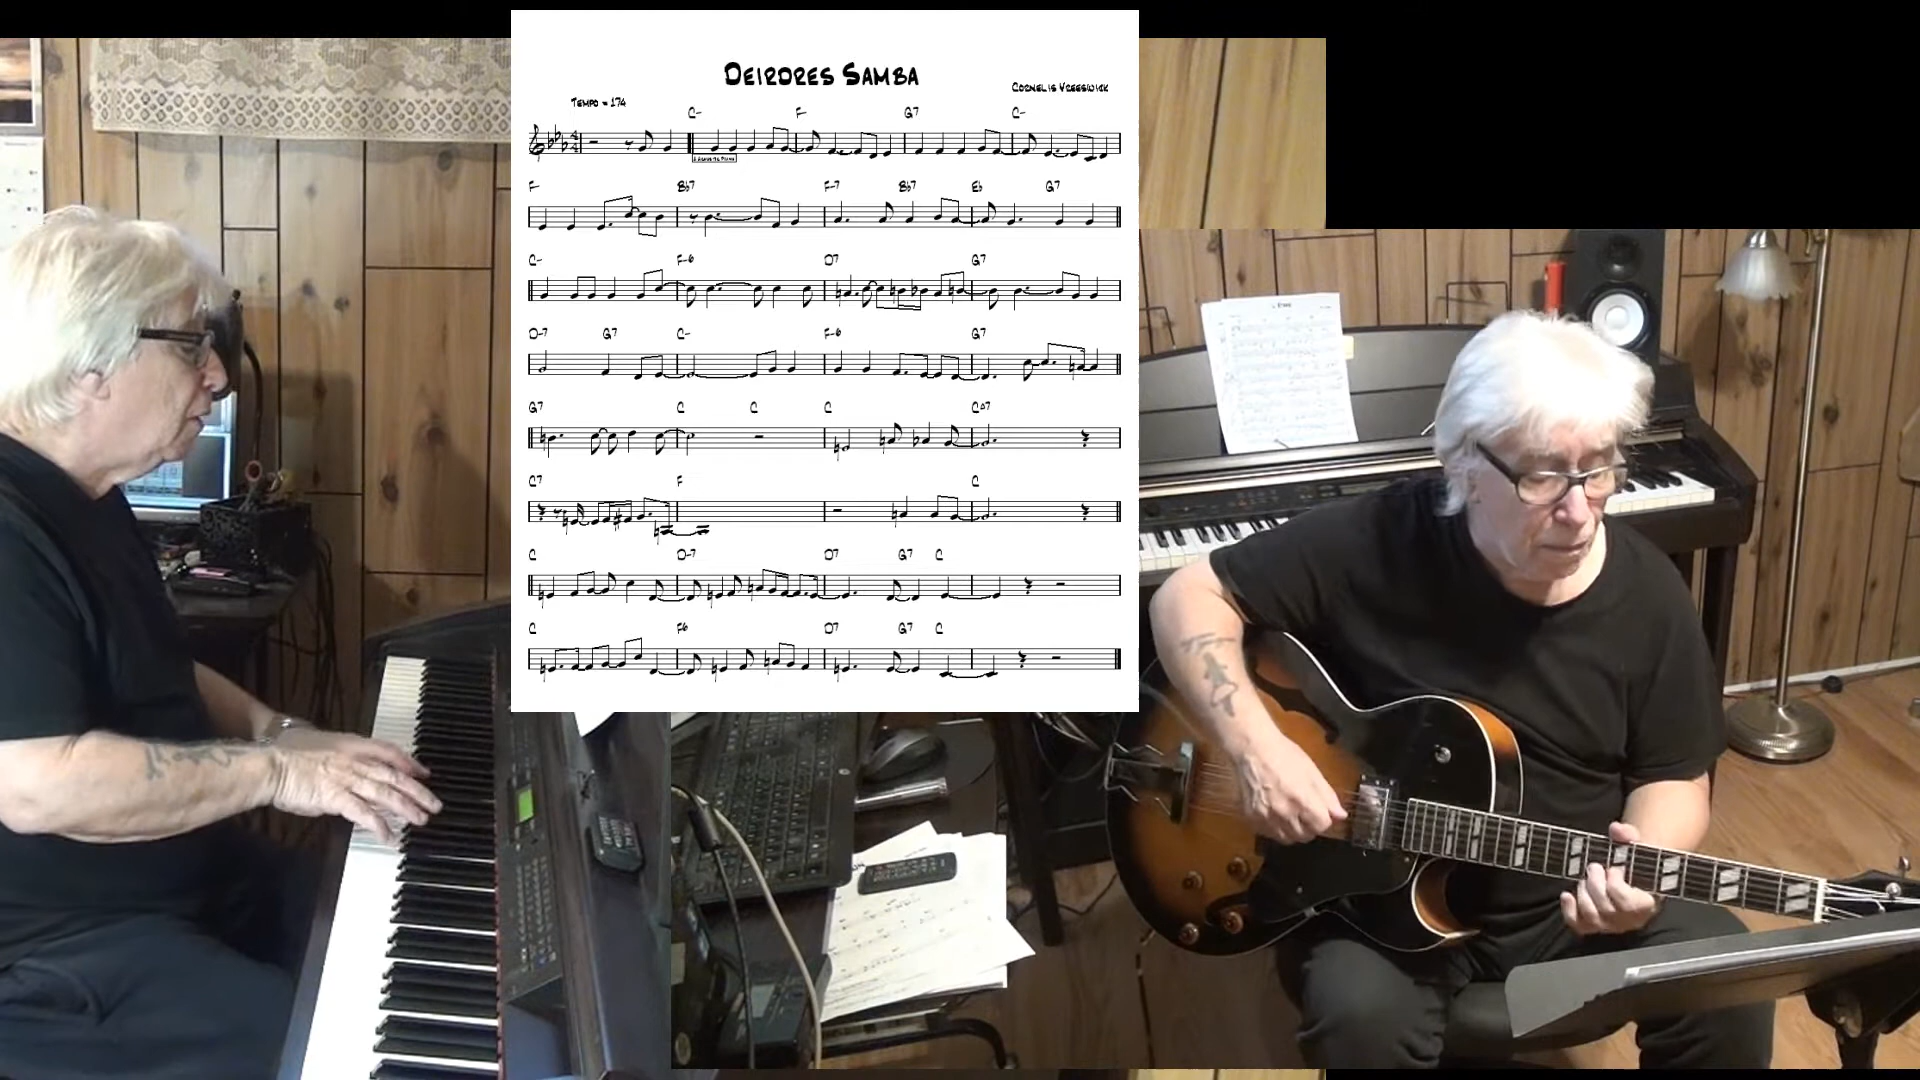 Deirdres Samba
Cornelis Vreeswijk
Tempo = 174
C- F- G7 C-
F- Bb7 F-7 Bb7 Eb G7
C- F-6 D7 G7
D-7 G7 C- F-6 G7
G7 C C C
C7 F C
C D-7 D7 G7 C
C F6 D7 G7 C